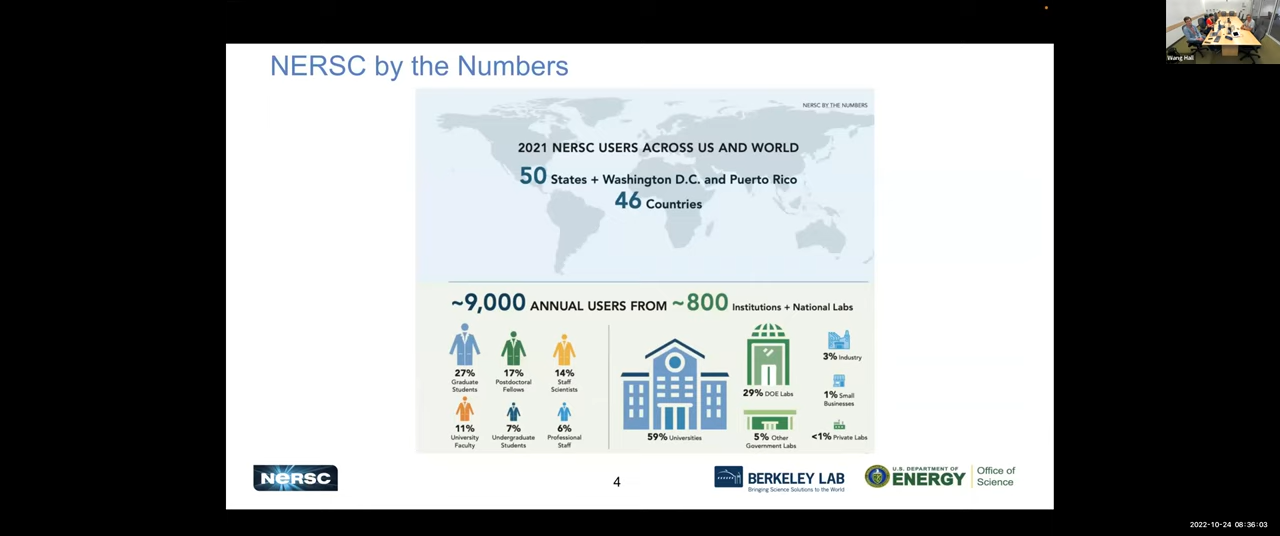 Wang Hall
NERSC by the Numbers
NERSC BY THE NUMBERS
2021 NERSC USERS ACROSS US AND WORLD
50 States + Washington D.C. and Puerto Rico
46 Countries
~9,000 ANNUAL USERS FROM ~800 Institutions + National Labs
27%
Graduate
Students
17%
Postdoctoral
Fellows
14%
Staff
Scientists
11%
University
Faculty
7%
Undergraduate
Students
6%
Professional
Staff
59% Universities
29% DOE Labs
5% Other
Government Labs
3% Industry
1% Small
Businesses
<1% Private Labs
NERSC
4
BERKELEY LAB
Bringing Science Solutions to the World
U.S. DEPARTMENT OF
ENERGY
Office of
Science
2022-10-24 08:36:03